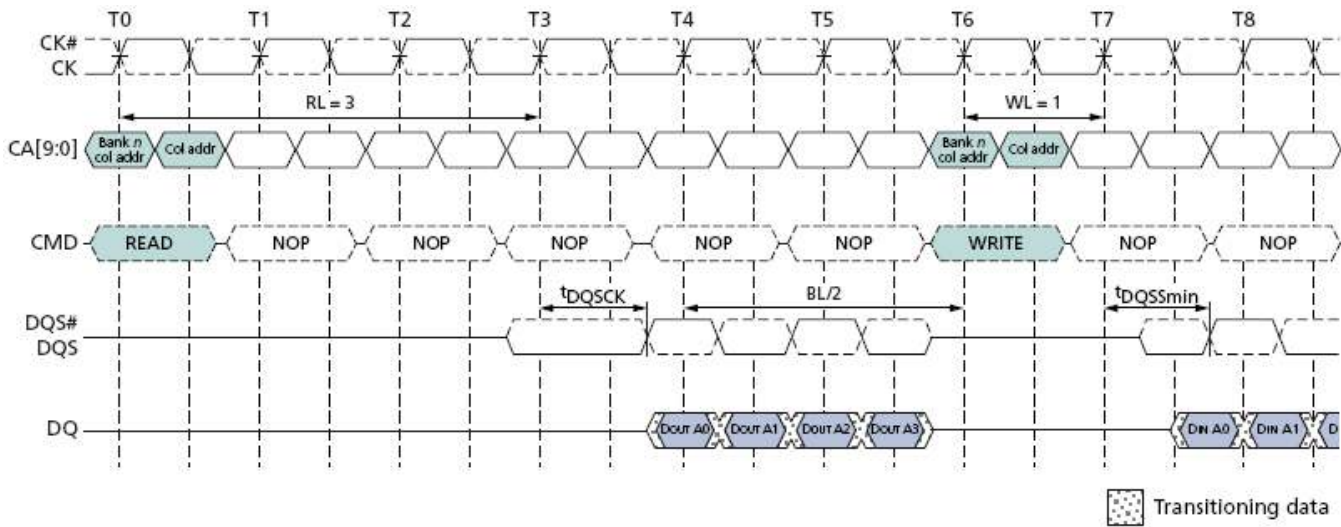 T0 T1 T2 T3 T4 T5 T6 T7 T8
CK#
CK
RL = 3 WL = 1
CA[9:0] Bank n col addr Col addr Bank n col addr Col addr
CMD READ NOP NOP NOP NOP NOP WRITE NOP NOP
tDQSCK BL/2 tDQSSmin
DQS#
DQS
DQ DOUT A0 DOUT A1 DOUT A2 DOUT A3 DIN A0 DIN A1 D
Transitioning data